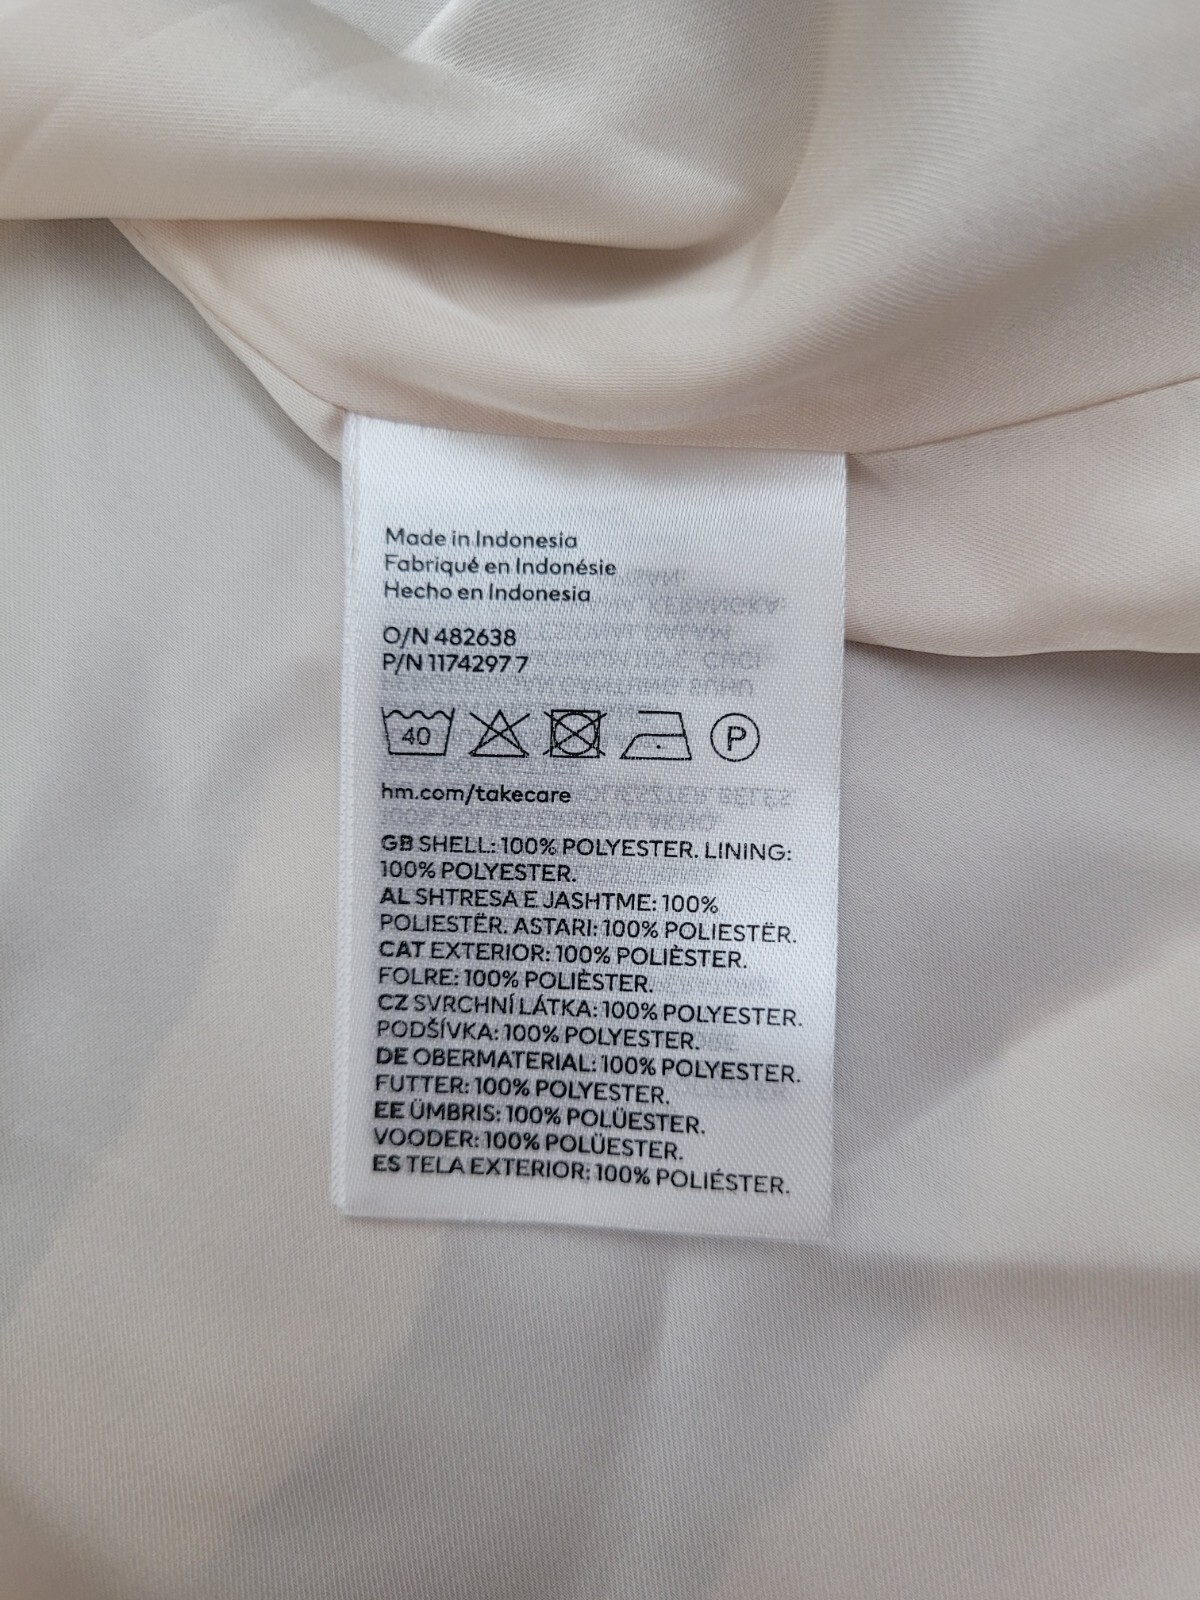 Made in Indonesia
Fabriqué en Indonésie
Hecho en Indonesia
O/N 482638
P/N 1174297 7
40 P
hm.com/takecare
GB SHELL: 100% POLYESTER. LINING:
100% POLYESTER.
AL SHTRESA E JASHTME: 100%
POLIESTËR. ASTARI: 100% POLIESTËR.
CAT EXTERIOR: 100% POLIÈSTER.
FOLRE: 100% POLIÈSTER.
CZ SVRCHNÍ LÁTKA: 100% POLYESTER.
PODŠÍVKA: 100% POLYESTER.
DE OBERMATERIAL: 100% POLYESTER.
FUTTER: 100% POLYESTER.
EE ÜMBRIS: 100% POLÜESTER.
VOODER: 100% POLÜESTER.
ES TELA EXTERIOR: 100% POLIÉSTER.